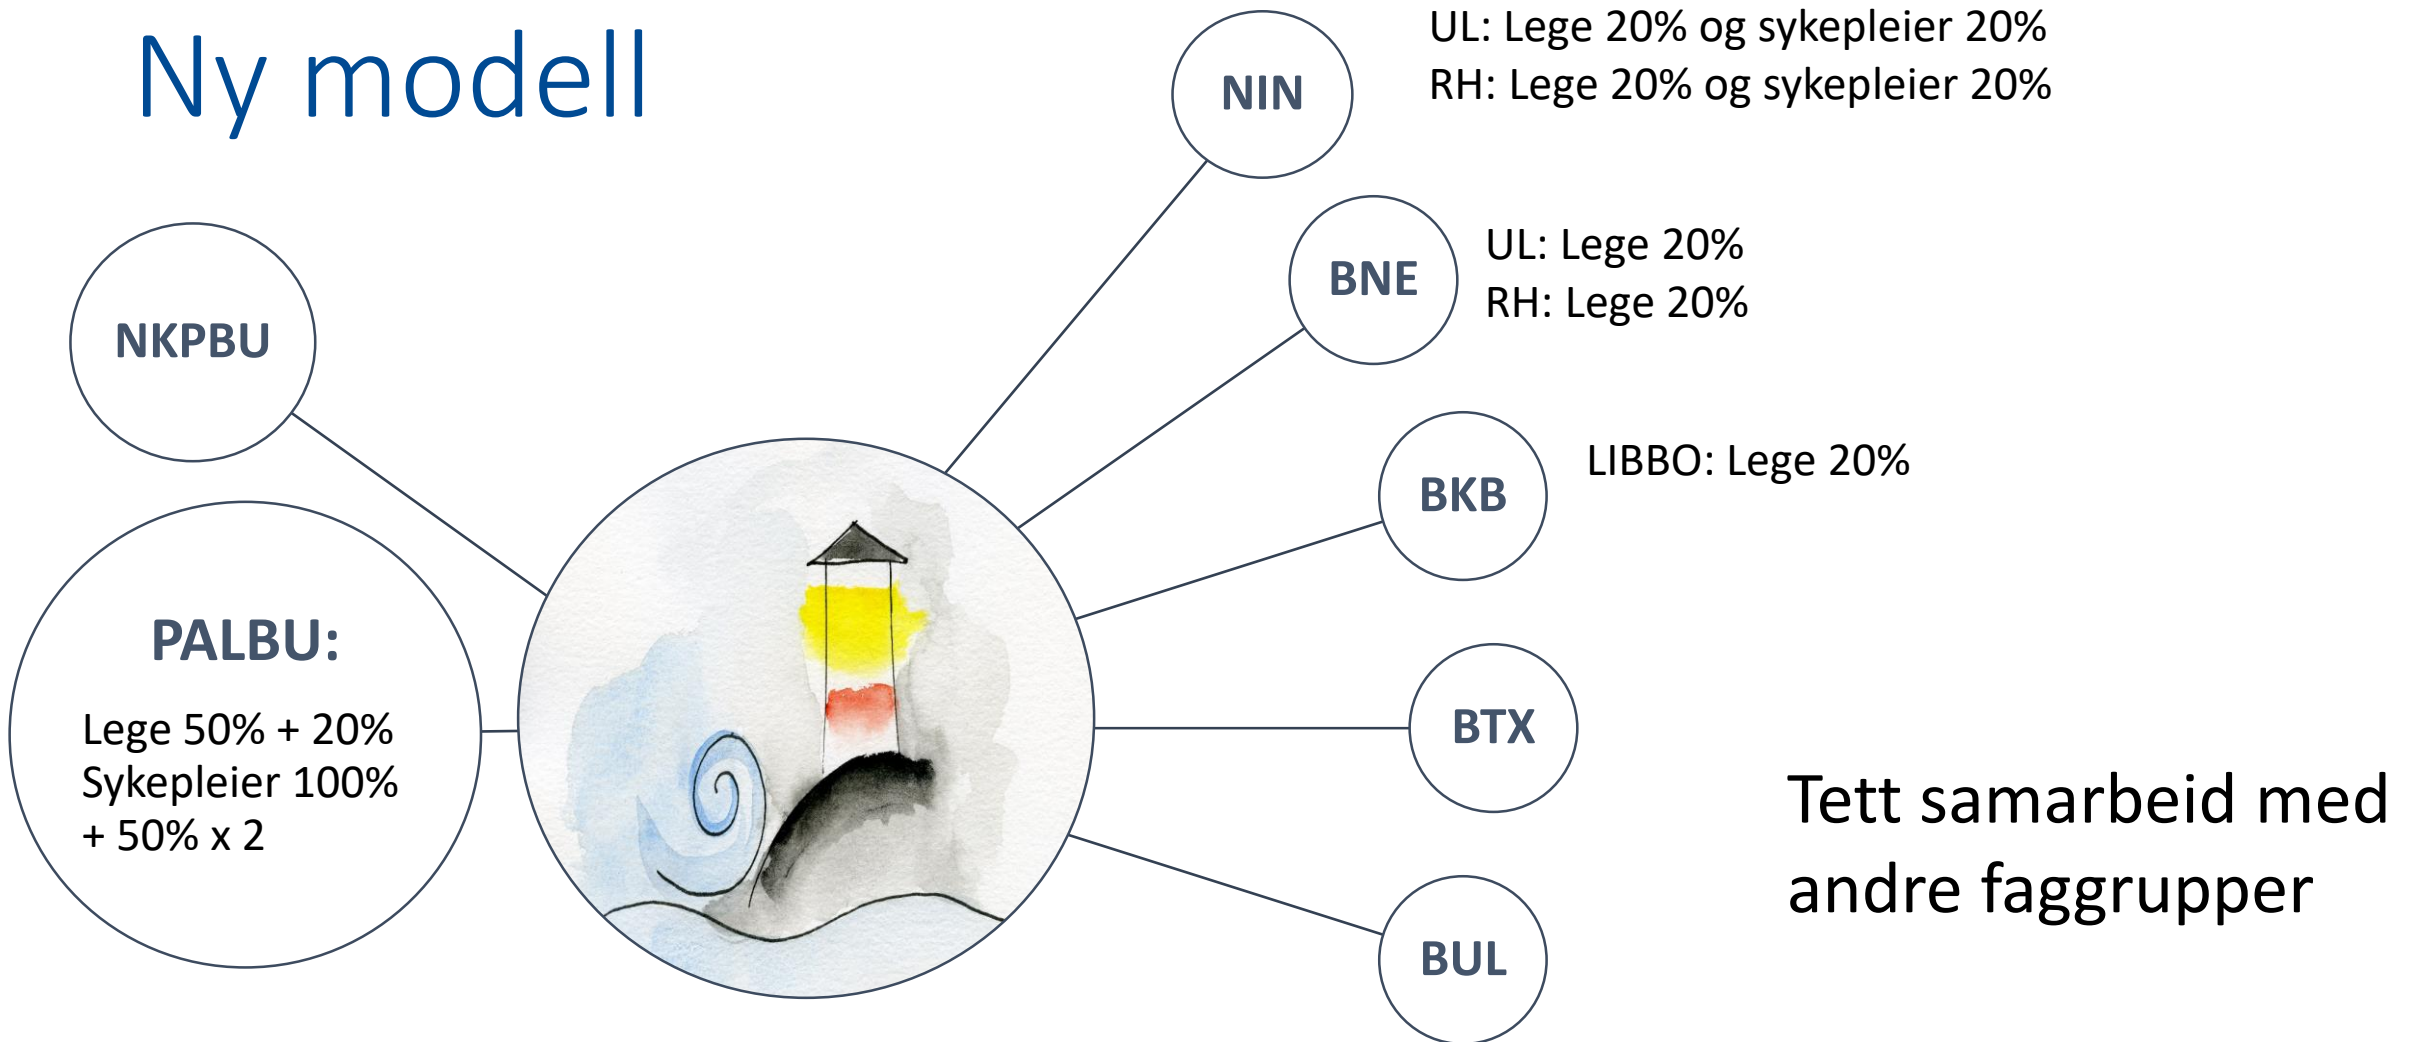 Ny modell
NIN
UL: Lege 20% og sykepleier 20%
RH: Lege 20% og sykepleier 20%
BNE
UL: Lege 20%
RH: Lege 20%
NKPBU
BKB
LIBBO: Lege 20%
PALBU:
Lege 50% + 20%
Sykepleier 100%
+ 50% x 2
BTX
Tett samarbeid med
andre faggrupper
BUL